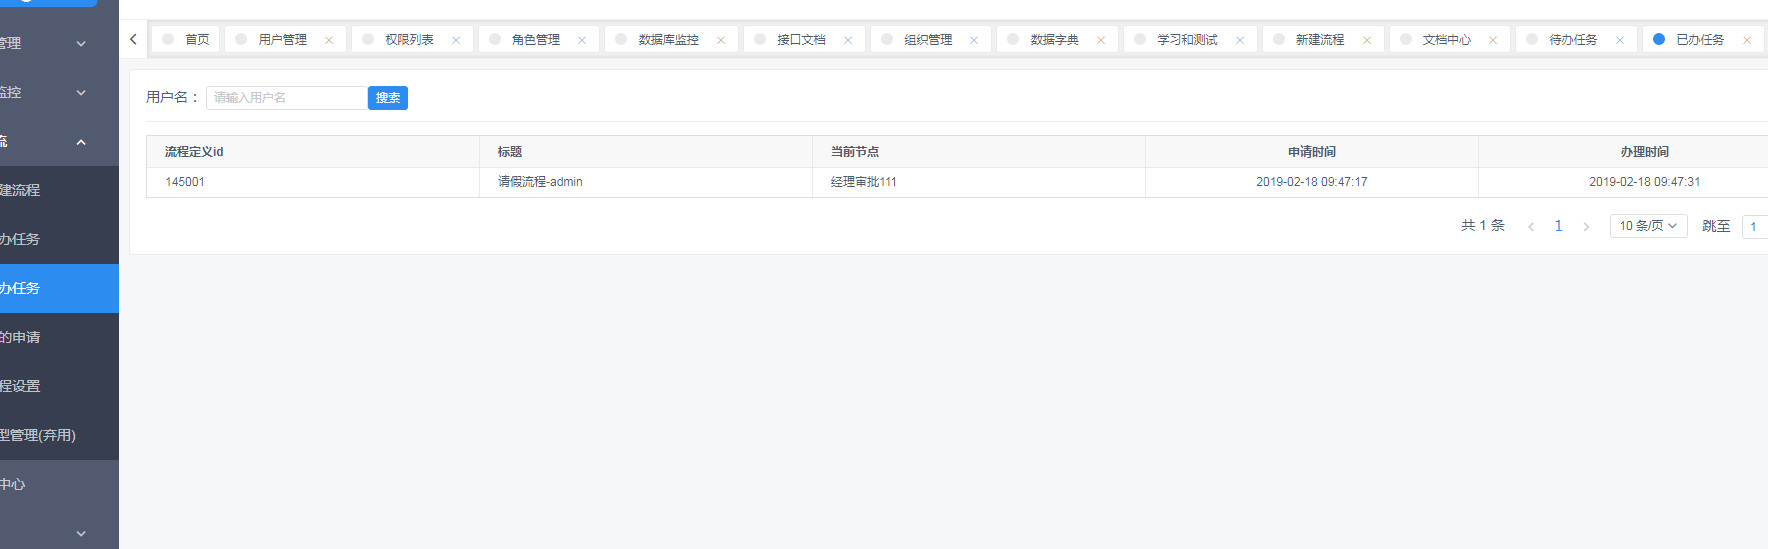 首页 用户管理 权限列表 角色管理 数据库监控 接口文档 组织管理 数据字典 学习和测试 新建流程 文档中心 待办任务 已办任务
管理
监控
流
建流程
办任务
办任务
的申请
程设置
型管理(弃用)
中心
用户名： 请输入用户名 搜索
流程定义id 标题 当前节点 申请时间 办理时间
145001 请假流程-admin 经理审批111 2019-02-18 09:47:17 2019-02-18 09:47:31
共 1 条 1 10 条/页 跳至 1